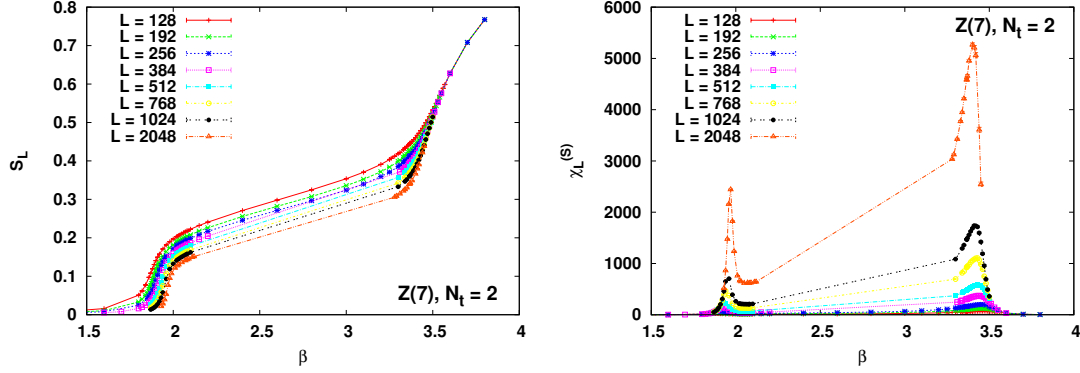 L = 128
L = 192
L = 256
L = 384
L = 512
L = 768
L = 1024
L = 2048
Z(7), N_t = 2
S_L
0
0.1
0.2
0.3
0.4
0.5
0.6
0.7
0.8
1.5
2
2.5
3
3.5
4
β
L = 128
L = 192
L = 256
L = 384
L = 512
L = 768
L = 1024
L = 2048
Z(7), N_t = 2
χ_L^(S)
0
1000
2000
3000
4000
5000
6000
1.5
2
2.5
3
3.5
4
β